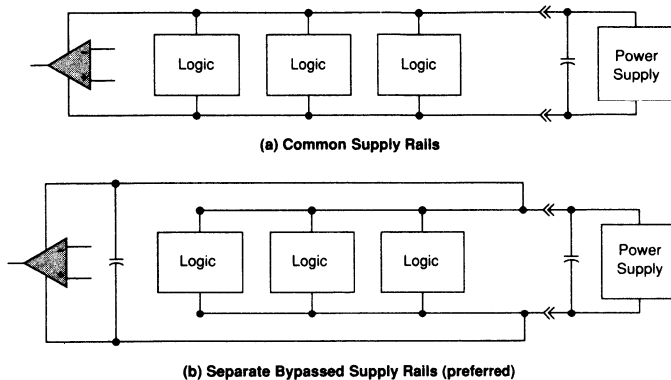 Logic
Logic
Logic
Power
Supply
(a) Common Supply Rails
Logic
Logic
Logic
Power
Supply
(b) Separate Bypassed Supply Rails (preferred)